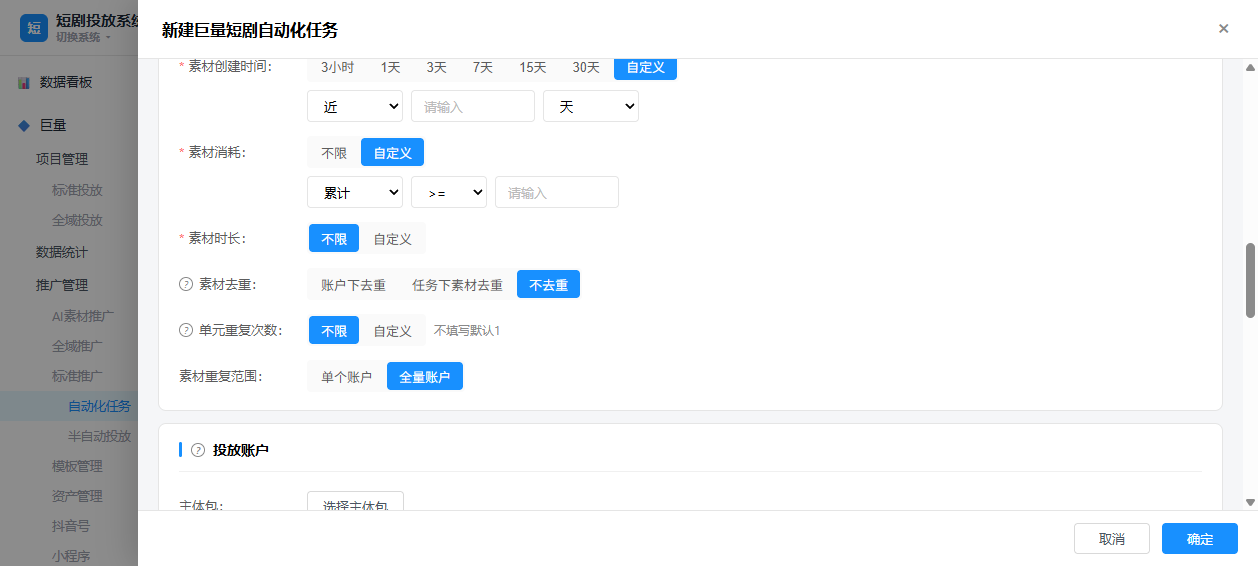 短 短剧投放系统
切换系统
数据看板
巨量
项目管理
标准投放
全域投放
数据统计
推广管理
AI素材推广
全域推广
标准推广
自动化任务
半自动投放
模板管理
资产管理
抖音号
小程序
新建巨量短剧自动化任务 ×
* 素材创建时间: 3小时 1天 3天 7天 15天 30天 自定义
近 请输入 天
* 素材消耗: 不限 自定义
累计 >= 请输入
* 素材时长: 不限 自定义
? 素材去重: 账户下去重 任务下素材去重 不去重
? 单元重复次数: 不限 自定义 不填写默认1
素材重复范围: 单个账户 全量账户
? 投放账户
主体包: 选择主体包
取消 确定